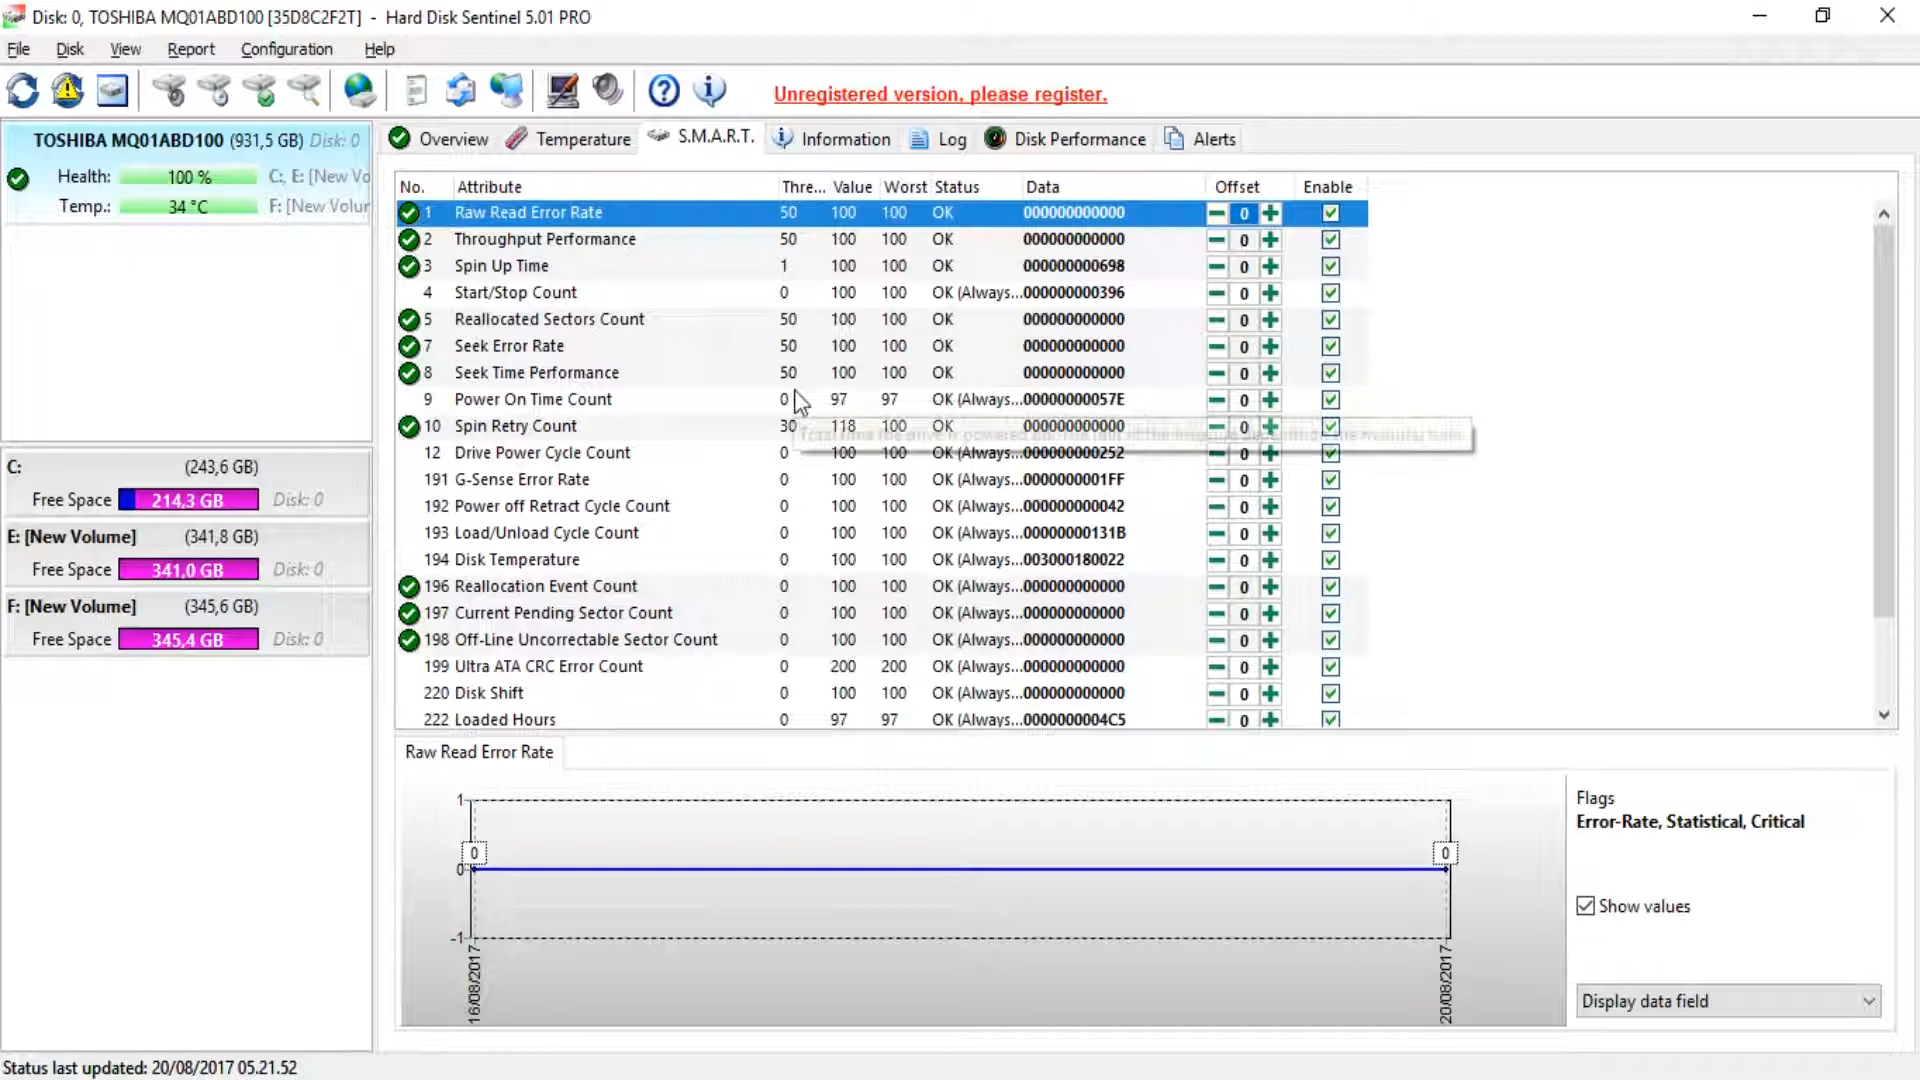 Disk: 0, TOSHIBA MQ01ABD100 [35D8C2F2T] - Hard Disk Sentinel 5.01 PRO
File Disk View Report Configuration Help
Unregistered version, please register.
TOSHIBA MQ01ABD100 (931,5 GB) Disk: 0
Health: 100 % C:, E: [New Vo
Temp.: 34 °C F: [New Volur
C: (243,6 GB)
Free Space 214,3 GB Disk: 0
E: [New Volume] (341,8 GB)
Free Space 341,0 GB Disk: 0
F: [New Volume] (345,6 GB)
Free Space 345,4 GB Disk: 0
Overview Temperature S.M.A.R.T. Information Log Disk Performance Alerts
No. Attribute Thre... Value Worst Status Data Offset Enable
1 Raw Read Error Rate 50 100 100 OK 000000000000 0
2 Throughput Performance 50 100 100 OK 000000000000 0
3 Spin Up Time 1 100 100 OK 000000000698 0
4 Start/Stop Count 0 100 100 OK (Always... 000000000396 0
5 Reallocated Sectors Count 50 100 100 OK 000000000000 0
7 Seek Error Rate 50 100 100 OK 000000000000 0
8 Seek Time Performance 50 100 100 OK 000000000000 0
9 Power On Time Count 0 97 97 OK (Always... 00000000057E 0
10 Spin Retry Count 30 118 100 OK 000000000000 0
12 Drive Power Cycle Count 0 100 100 OK (Always... 000000000252 0
191 G-Sense Error Rate 0 100 100 OK (Always... 0000000001FF 0
192 Power off Retract Cycle Count 0 100 100 OK (Always... 000000000042 0
193 Load/Unload Cycle Count 0 100 100 OK (Always... 00000000131B 0
194 Disk Temperature 0 100 100 OK (Always... 003000180022 0
196 Reallocation Event Count 0 100 100 OK (Always... 000000000000 0
197 Current Pending Sector Count 0 100 100 OK (Always... 000000000000 0
198 Off-Line Uncorrectable Sector Count 0 100 100 OK (Always... 000000000000 0
199 Ultra ATA CRC Error Count 0 200 200 OK (Always... 000000000000 0
220 Disk Shift 0 100 100 OK (Always... 000000000000 0
222 Loaded Hours 0 97 97 OK (Always... 0000000004C5 0
Raw Read Error Rate
1
0
-1
0
0
16/08/2017
20/08/2017
Flags
Error-Rate, Statistical, Critical
Show values
Display data field
Status last updated: 20/08/2017 05.21.52